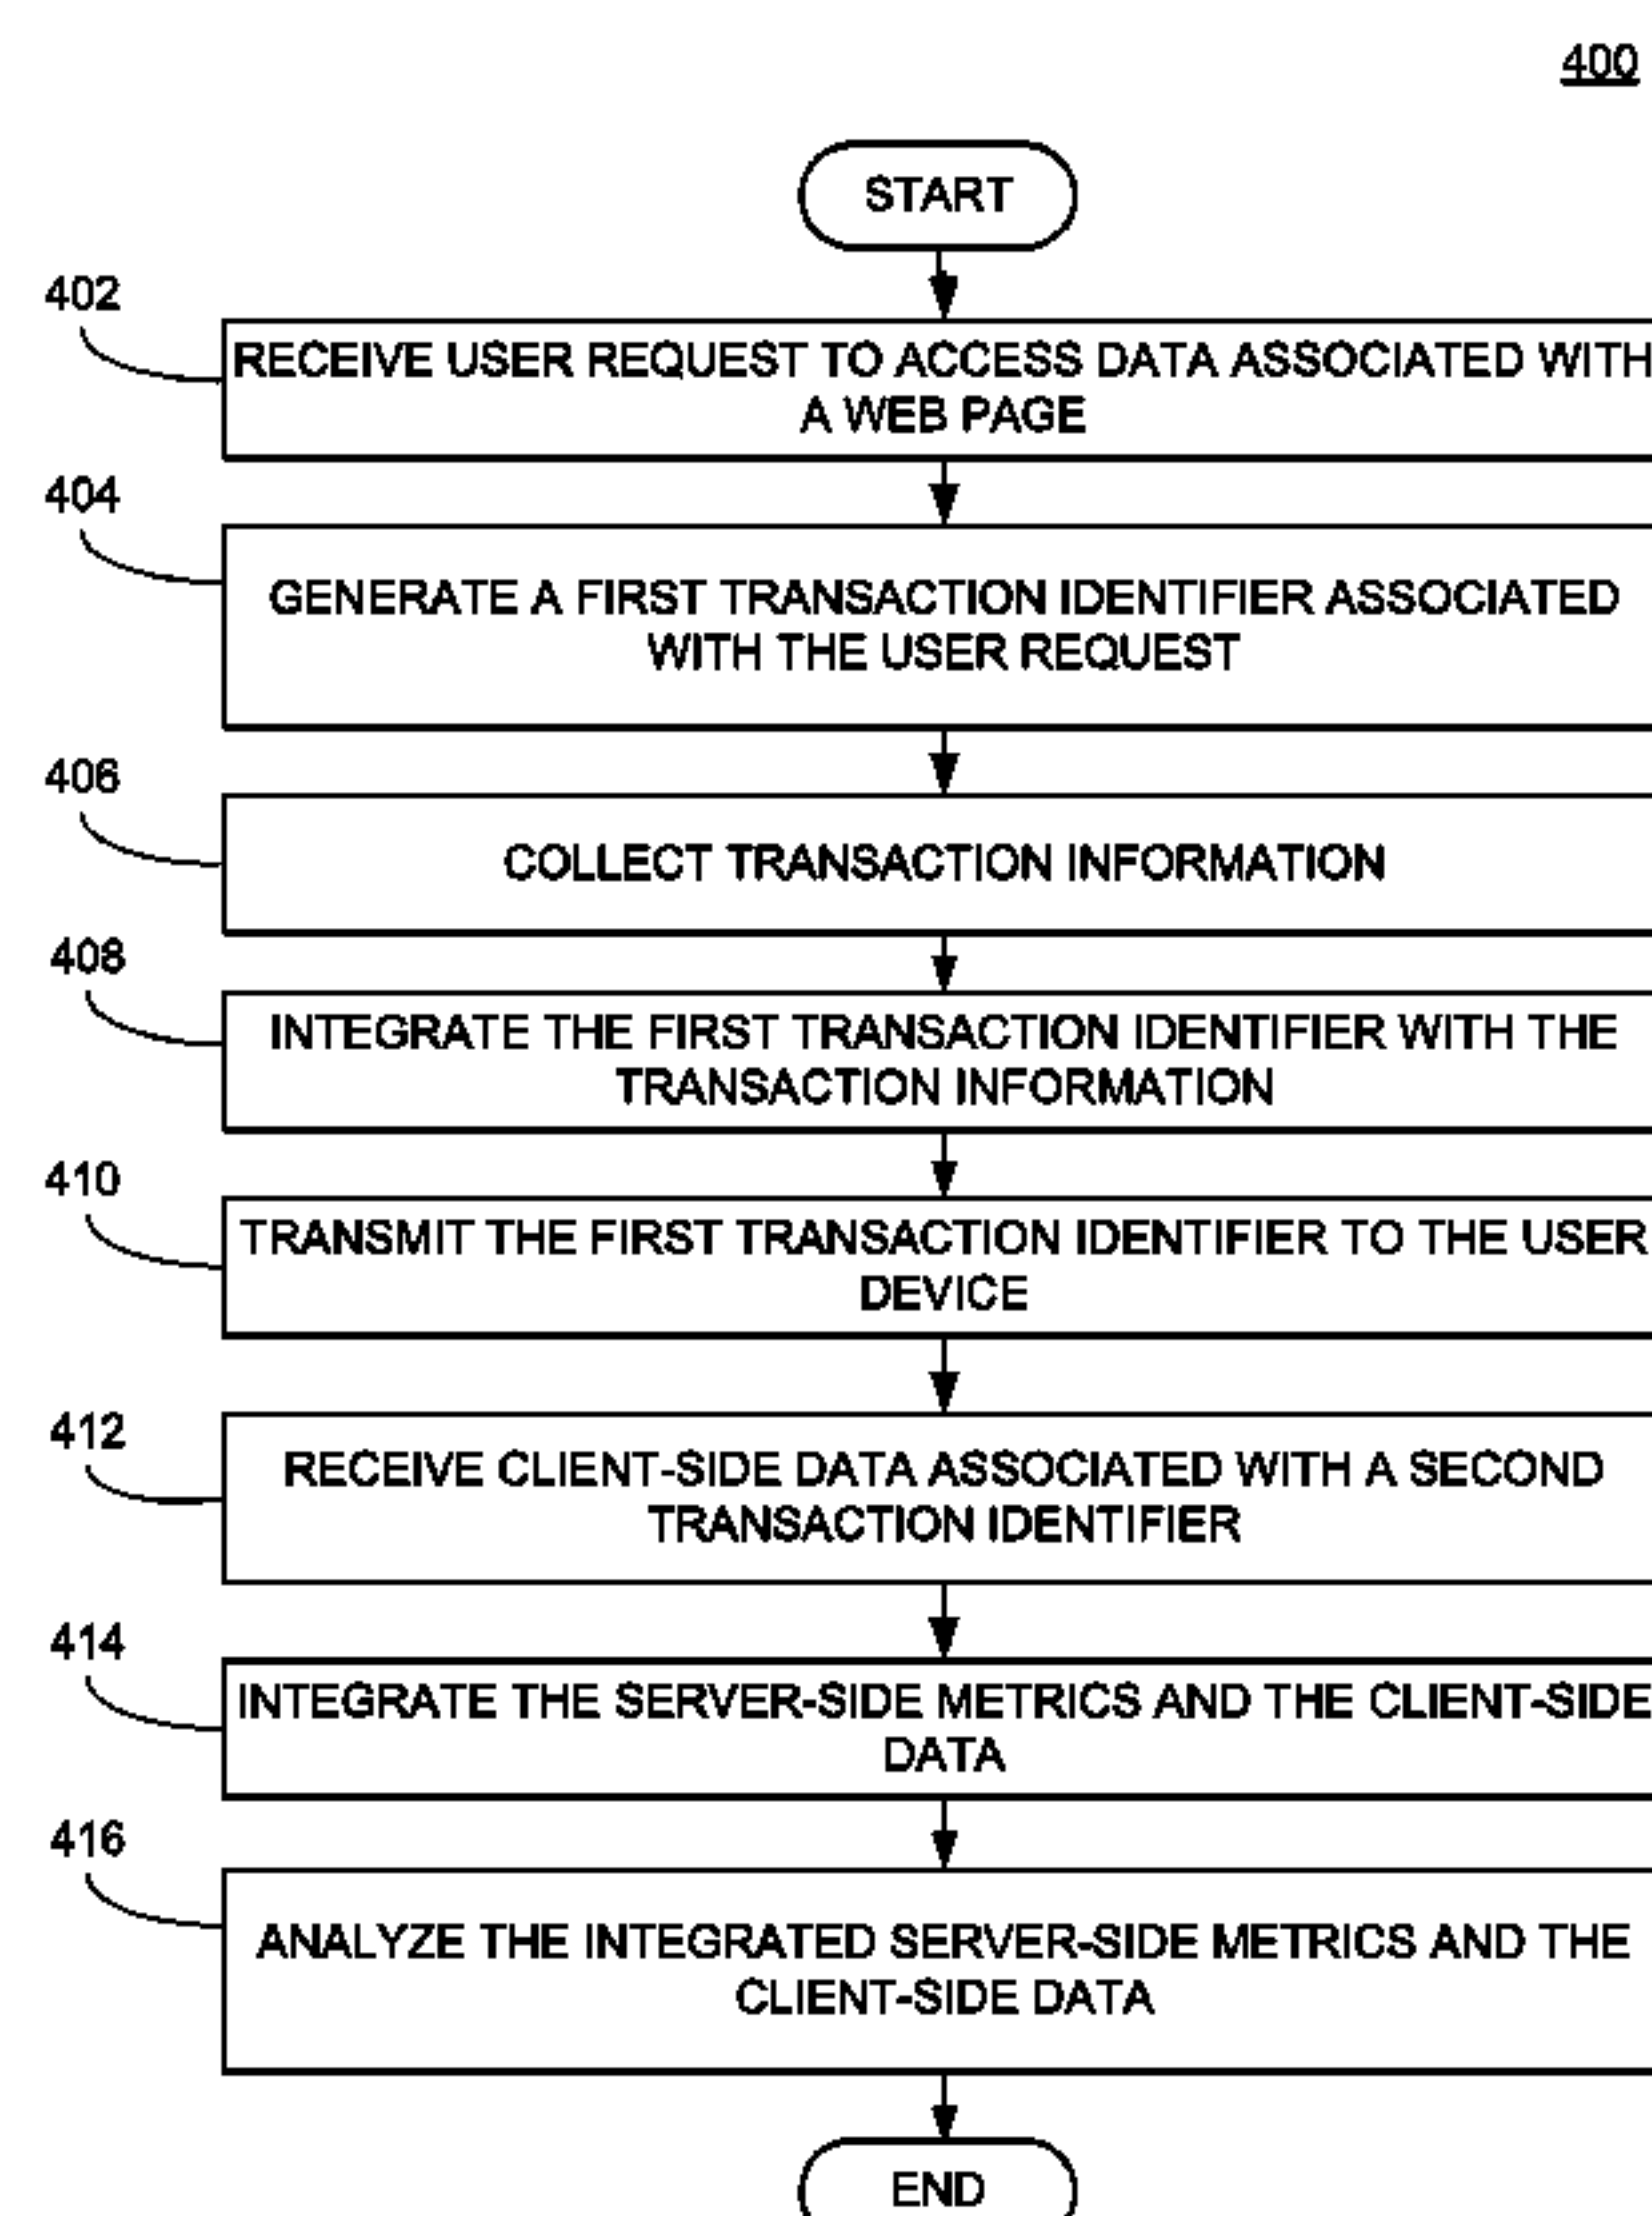 400
START
402
RECEIVE USER REQUEST TO ACCESS DATA ASSOCIATED WITH
A WEB PAGE
404
GENERATE A FIRST TRANSACTION IDENTIFIER ASSOCIATED
WITH THE USER REQUEST
406
COLLECT TRANSACTION INFORMATION
408
INTEGRATE THE FIRST TRANSACTION IDENTIFIER WITH THE
TRANSACTION INFORMATION
410
TRANSMIT THE FIRST TRANSACTION IDENTIFIER TO THE USER
DEVICE
412
RECEIVE CLIENT-SIDE DATA ASSOCIATED WITH A SECOND
TRANSACTION IDENTIFIER
414
INTEGRATE THE SERVER-SIDE METRICS AND THE CLIENT-SIDE
DATA
416
ANALYZE THE INTEGRATED SERVER-SIDE METRICS AND THE
CLIENT-SIDE DATA
END